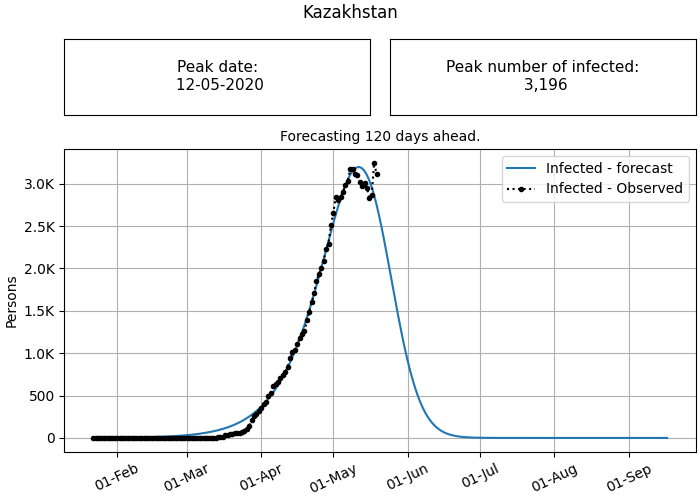 Kazakhstan
Peak date:
12-05-2020
Peak number of infected:
3,196
Forecasting 120 days ahead.
Infected - forecast
Infected - Observed
3.0K
2.5K
2.0K
1.5K
1.0K
500
0
Persons
01-Feb
01-Mar
01-Apr
01-May
01-Jun
01-Jul
01-Aug
01-Sep